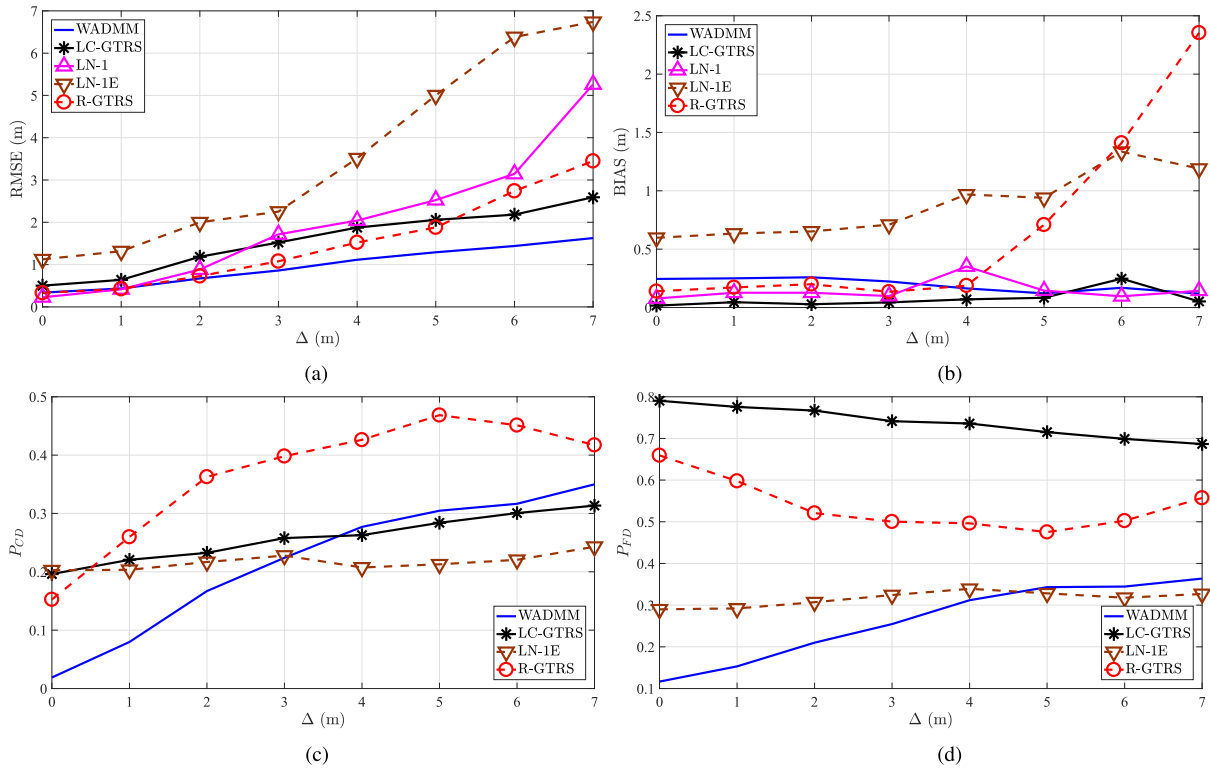 7
6
5
4
3
2
1
0
RMSE (m)
WADMM
LC-GTRS
LN-1
LN-1E
R-GTRS
0 1 2 3 4 5 6 7
Δ (m)
(a)
2.5
2
1.5
1
0.5
0
BIAS (m)
WADMM
LC-GTRS
LN-1
LN-1E
R-GTRS
0 1 2 3 4 5 6 7
Δ (m)
(b)
0.5
0.4
0.3
0.2
0.1
0
P_CD
WADMM
LC-GTRS
LN-1E
R-GTRS
0 1 2 3 4 5 6 7
Δ (m)
(c)
0.8
0.7
0.6
0.5
0.4
0.3
0.2
0.1
P_FD
WADMM
LC-GTRS
LN-1E
R-GTRS
0 1 2 3 4 5 6 7
Δ (m)
(d)